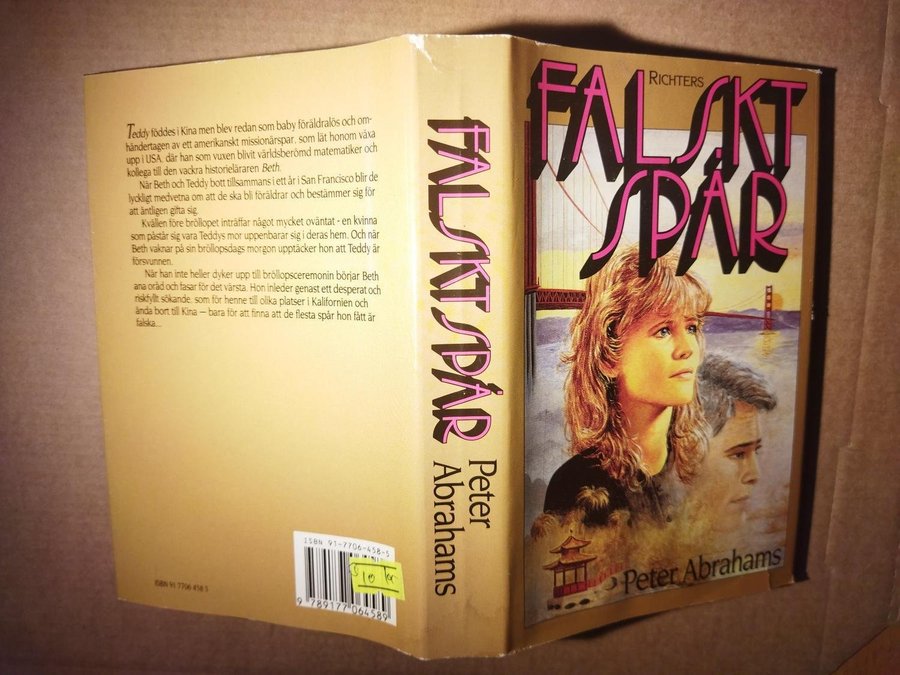 Teddy föddes i Kina men blev redan som baby föräldralös och om-
händertagen av ett amerikanskt missionärspar, som lät honom växa
upp i USA, där han som vuxen blivit världsberömd matematiker och
kollega till den vackra historieläraren Beth.
När Beth och Teddy bott tillsammans i ett år i San Francisco blir de
lyckligt medvetna om att de ska bli föräldrar och bestämmer sig för
att äntligen gifta sig.
Kvällen före bröllopet inträffar något mycket oväntat - en kvinna
som påstår sig vara Teddys mor uppenbarar sig i deras hem. Och när
Beth vaknar på sin bröllopsdags morgon upptäcker hon att Teddy är
försvunnen.
När han inte heller dyker upp till bröllopsceremonin börjar Beth
ana oråd och fasar för det värsta. Hon inleder genast ett desperat och
riskfyllt sökande, som för henne till olika platser i Kalifornien och
ända bort till Kina — bara för att finna att de flesta spår hon fått är
falska...
ISBN 91 7706 458 5
ISBN 91-7706-458-5
10 kr
9 789177 064589
FALSKT SPÅR
Peter
Abrahams
RICHTERS
FALSKT
SPÅR
Peter Abrahams